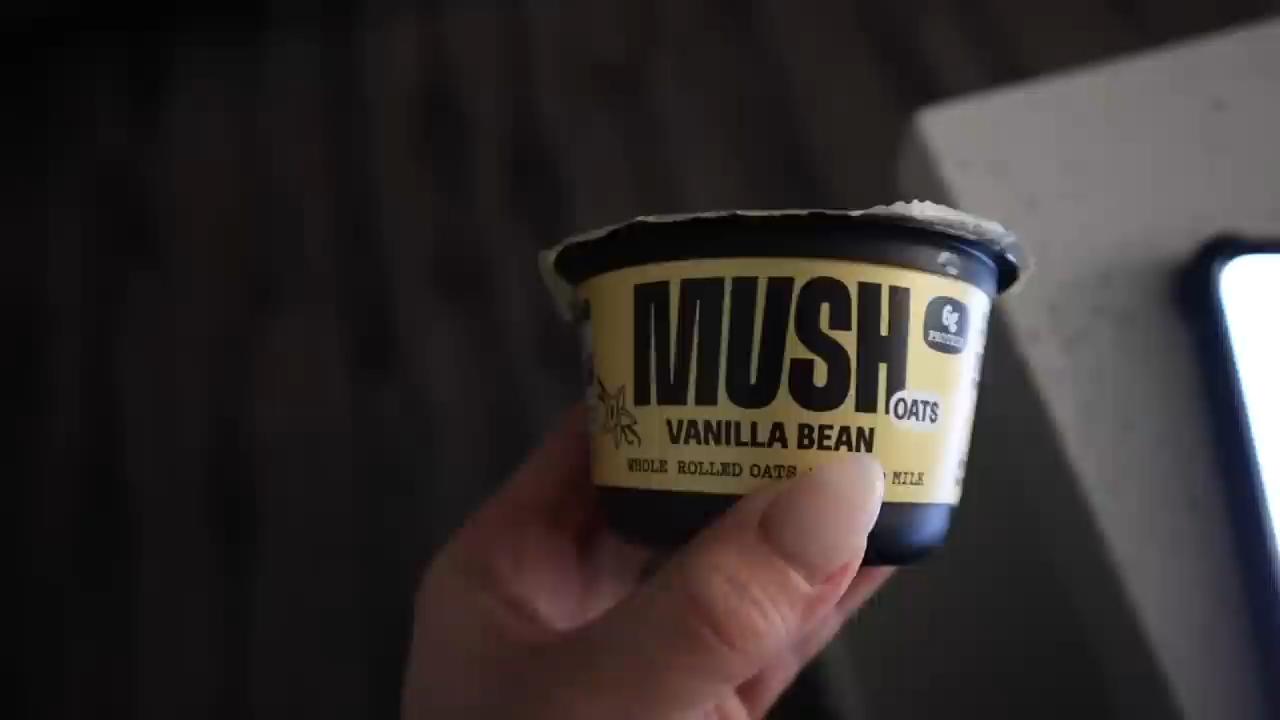 MUSH
6g
PROTEIN
OATS
VANILLA BEAN
WHOLE ROLLED OATS MILK